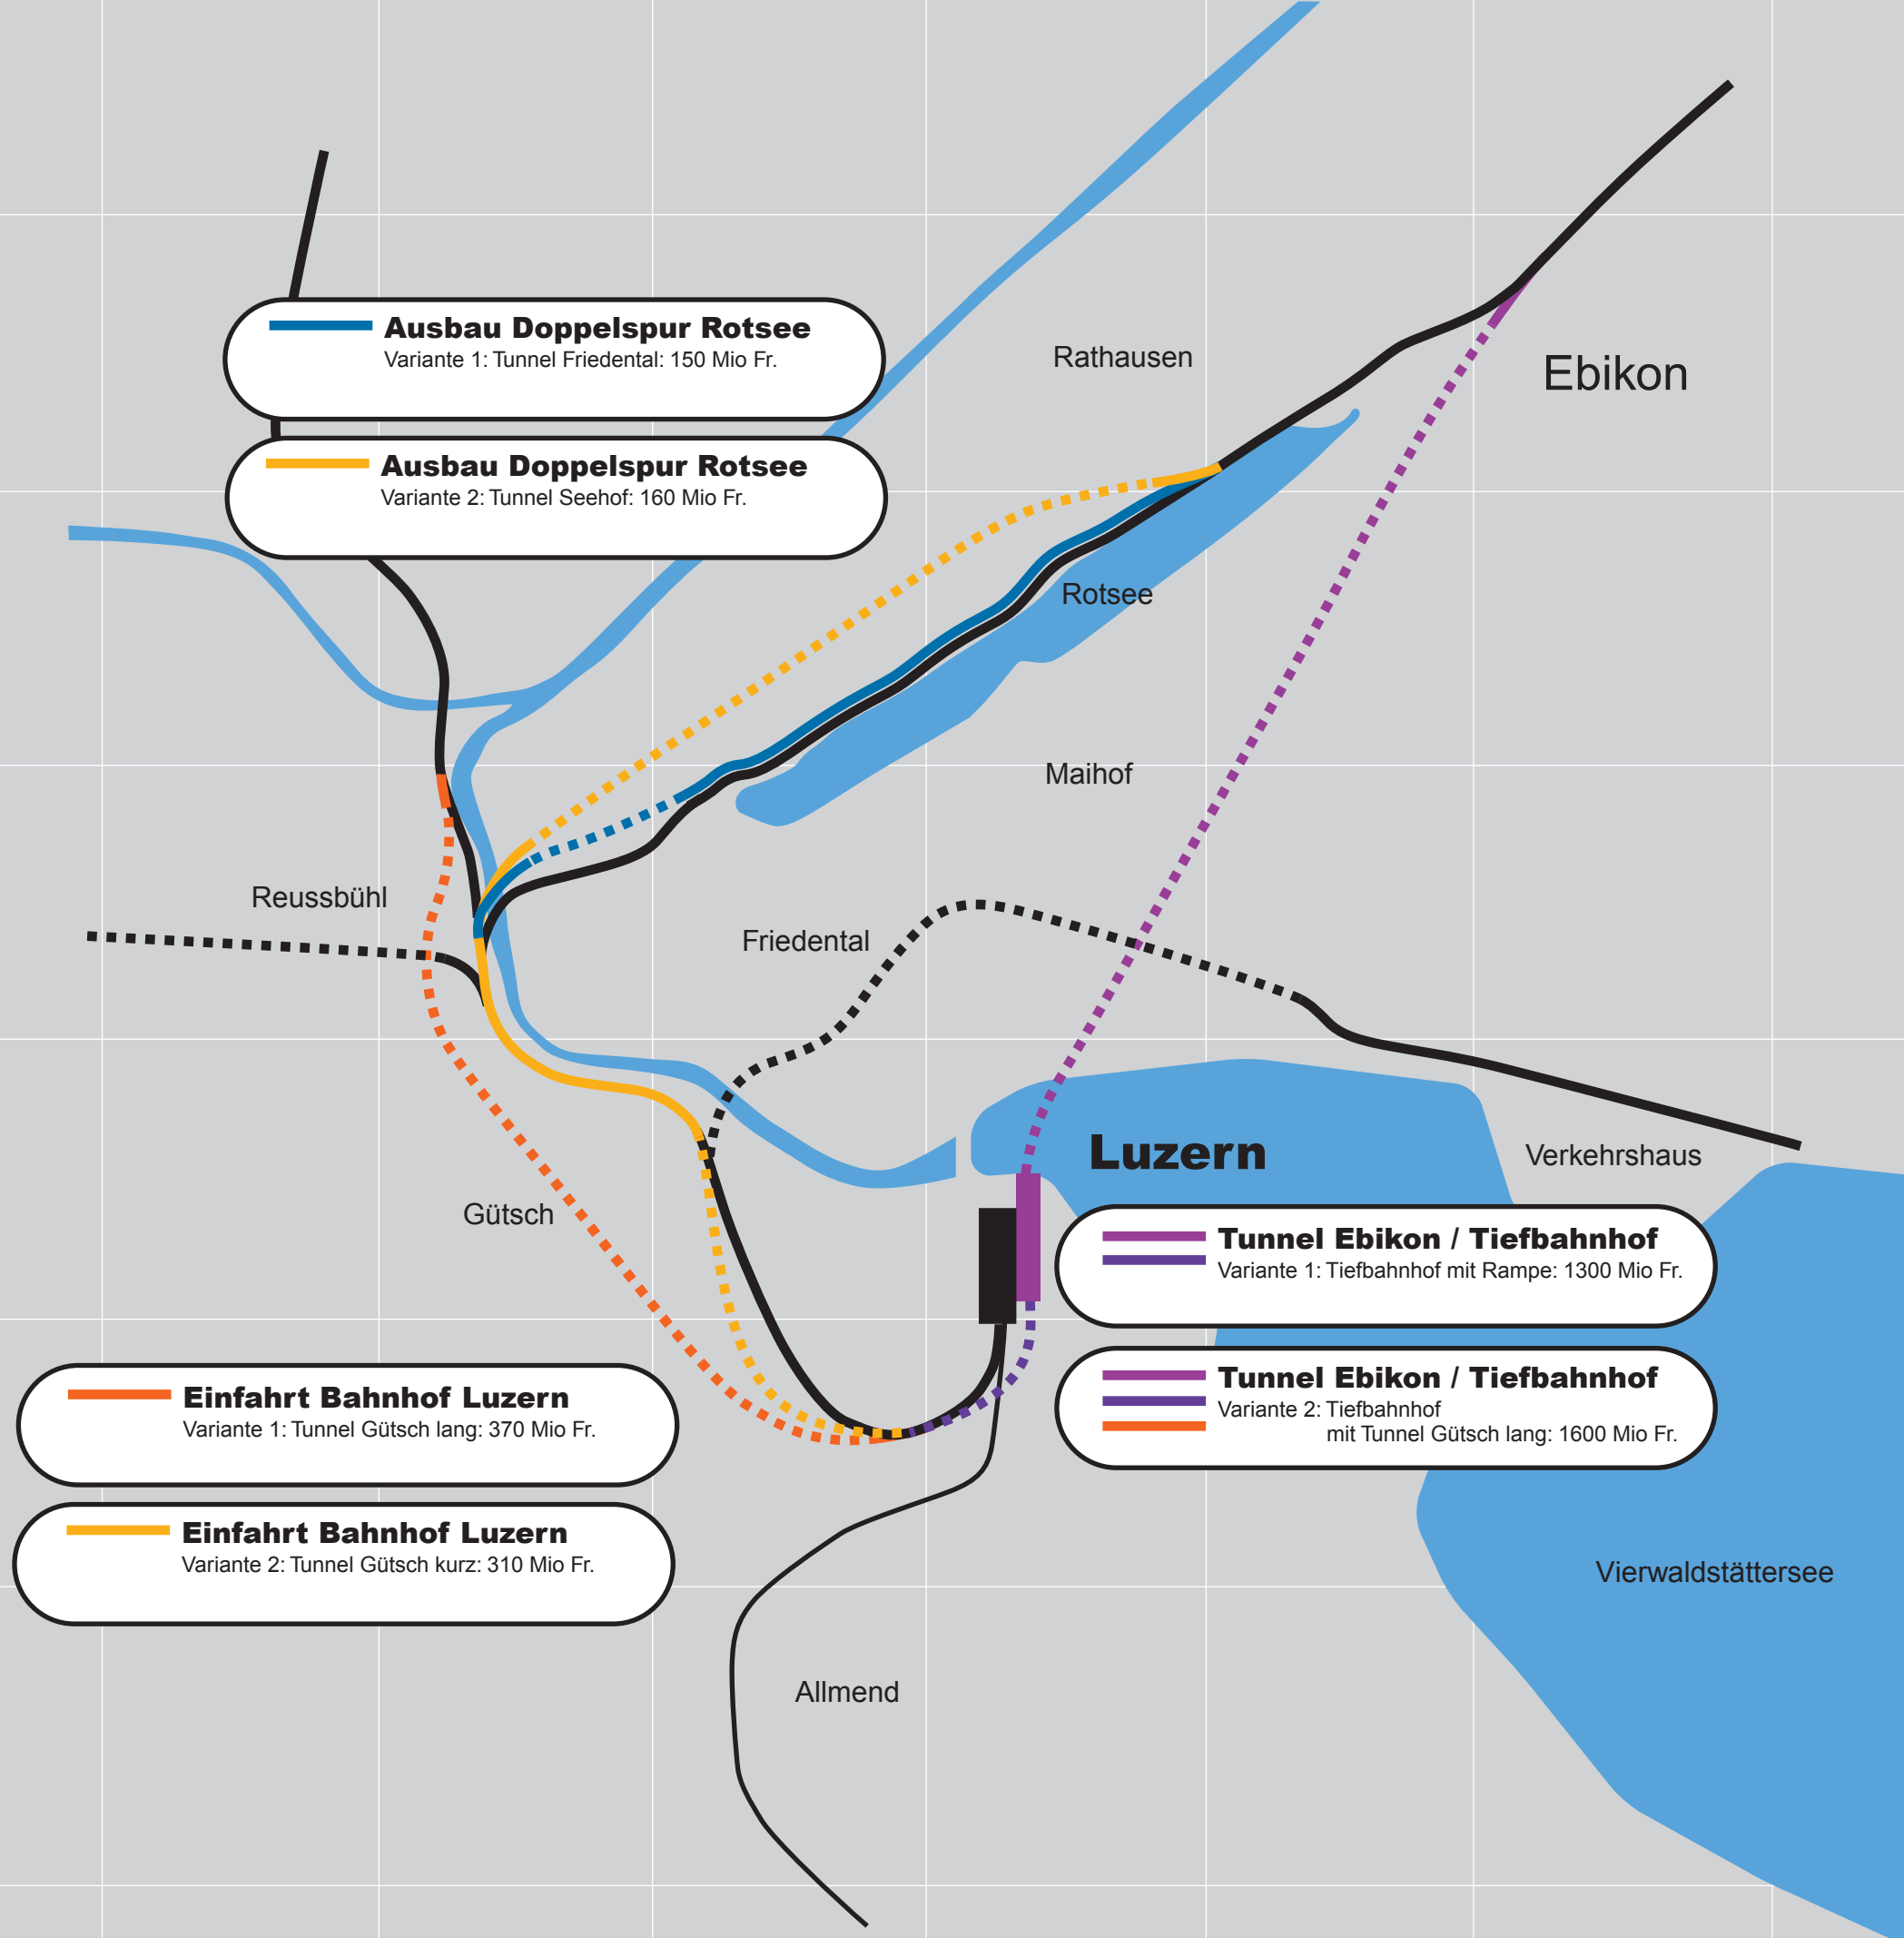 Ausbau Doppelspur Rotsee
Variante 1: Tunnel Friedental: 150 Mio Fr.
Rathausen
Ebikon
Ausbau Doppelspur Rotsee
Variante 2: Tunnel Seehof: 160 Mio Fr.
Rotsee
Maihof
Reussbühl
Friedental
Luzern
Verkehrshaus
Gütsch
Tunnel Ebikon / Tiefbahnhof
Variante 1: Tiefbahnhof mit Rampe: 1300 Mio Fr.
Tunnel Ebikon / Tiefbahnhof
Variante 2: Tiefbahnhof
mit Tunnel Gütsch lang: 1600 Mio Fr.
Einfahrt Bahnhof Luzern
Variante 1: Tunnel Gütsch lang: 370 Mio Fr.
Einfahrt Bahnhof Luzern
Variante 2: Tunnel Gütsch kurz: 310 Mio Fr.
Vierwaldstättersee
Allmend